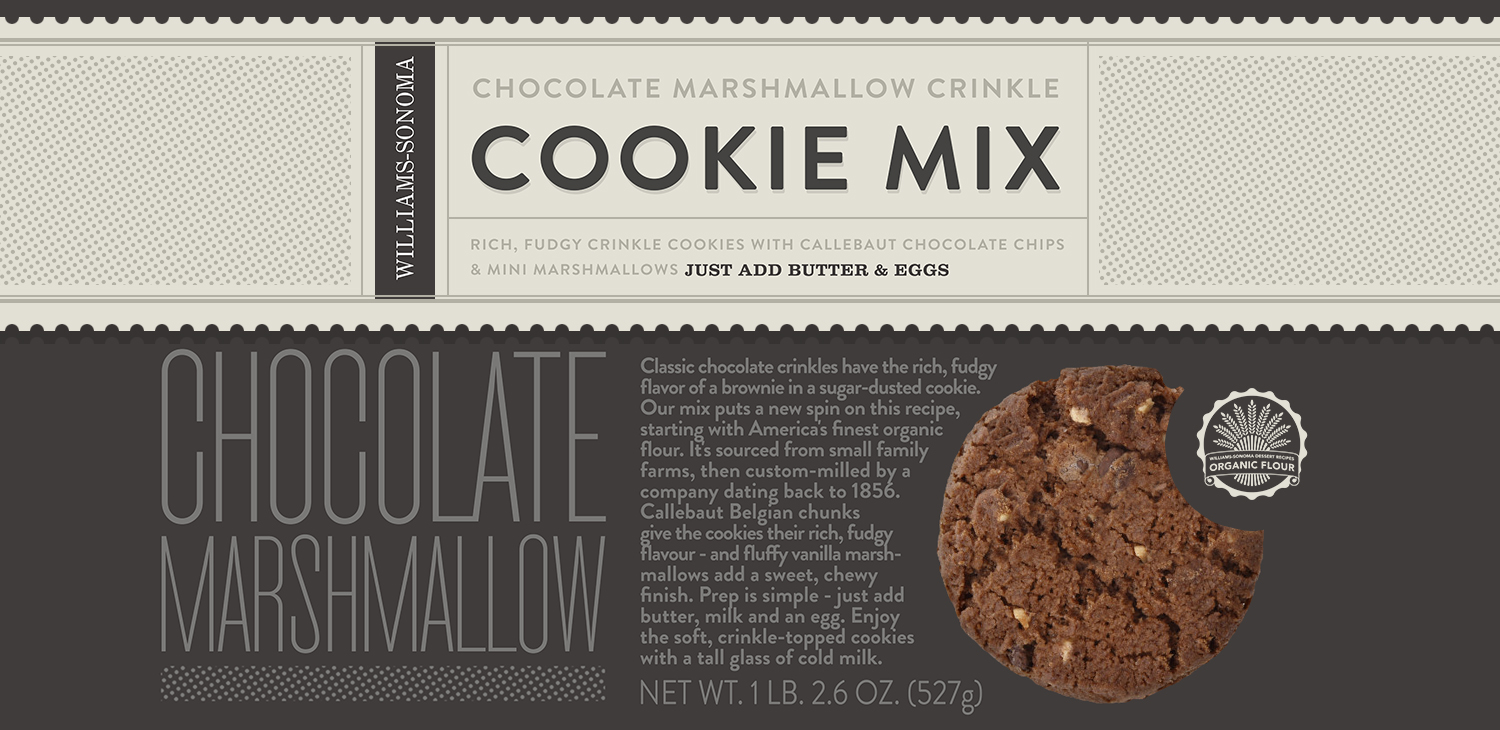 WILLIAMS-SONOMA
CHOCOLATE MARSHMALLOW CRINKLE
COOKIE MIX
RICH, FUDGY CRINKLE COOKIES WITH CALLEBAUT CHOCOLATE CHIPS
& MINI MARSHMALLOWS JUST ADD BUTTER & EGGS
CHOCOLATE
MARSHMALLOW
Classic chocolate crinkles have the rich, fudgy
flavor of a brownie in a sugar-dusted cookie.
Our mix puts a new spin on this recipe,
starting with America's finest organic
flour. It's sourced from small family
farms, then custom-milled by a
company dating back to 1856.
Callebaut Belgian chunks
give the cookies their rich, fudgy
flavour - and fluffy vanilla marsh-
mallows add a sweet, chewy
finish. Prep is simple - just add
butter, milk and an egg. Enjoy
the soft, crinkle-topped cookies
with a tall glass of cold milk.
NET WT. 1 LB. 2.6 OZ. (527g)
WILLIAMS-SONOMA DESSERT RECIPES
ORGANIC FLOUR